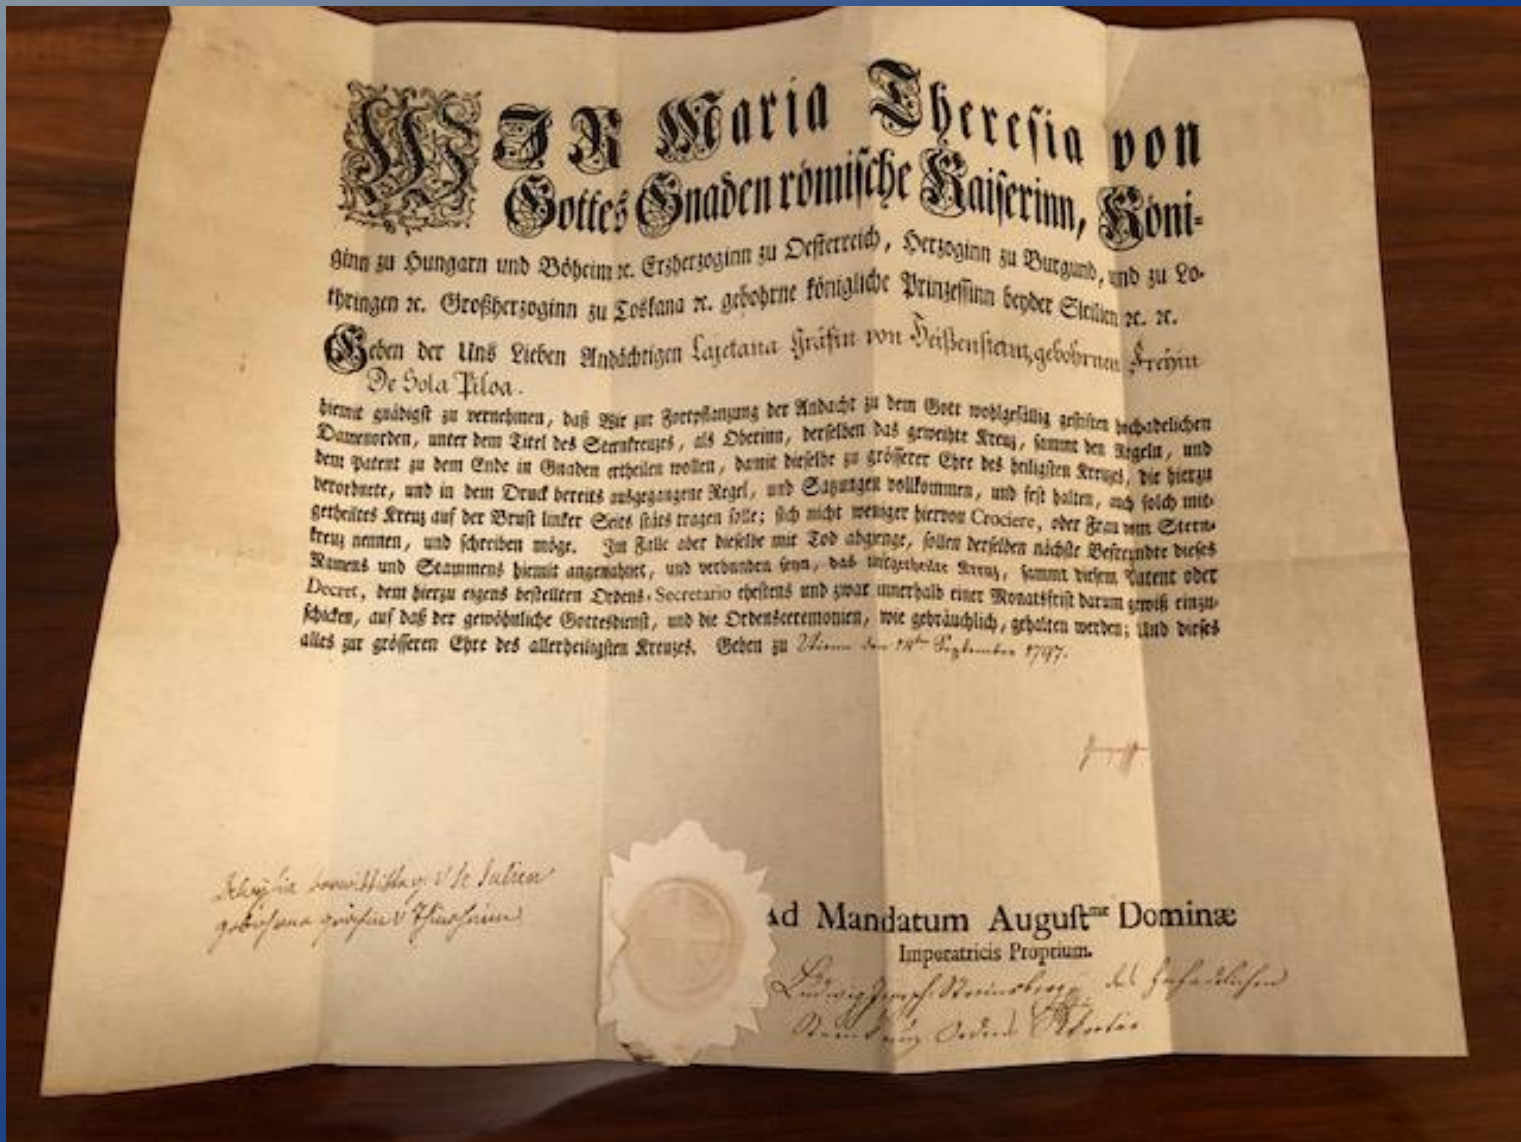 WIR Maria Theresia von
Gottes Gnaden römische Kaiserinn, Köni-
ginn zu Hungarn und Böheim ꝛc. Erzherzoginn zu Oesterreich, Herzoginn zu Burgund, und zu Lo-
thringen ꝛc. Großherzoginn zu Toskana ꝛc. gebohrne königliche Prinzessinn beyder Sicilien ꝛc. ꝛc.
Geben der Uns Lieben Andächtigen Cajetana Gräfin von Heißenstam, gebohrnen Freyin
De Sola Piloa.
hiemit gnädigst zu vernehmen, daß Wir zur Fortpflanzung der Andacht zu dem Gott wohlgefällig gestiften hochadelichen
Damenorden, unter dem Titel des Sternkreuzes, als Oberinn, derselben das geweihte Kreuz, sammt den Regeln, und
dem Patent zu dem Ende in Gnaden ertheilen wollen, damit dieselbe zu grösserer Ehre des heiligsten Kreuzes, die hierzu
verordnete, und in dem Druck bereits ausgegangene Regel, und Satzungen vollkommen, und fest halten, auch solch mit-
getheiltes Kreuz auf der Brust linker Seits stäts tragen solle; sich nicht weniger hiervon Crociere, oder Frau vom Stern-
kreuz nennen, und schreiben möge. Im Falle aber dieselbe mit Tod abgienge, sollen derselben nächste Befreundte dieses
Namens und Stammens hiemit angemahnet, und verbunden seyn, das mitgetheilte Kreuz, sammt diesem Patent oder
Decret, dem hierzu eigens bestellten Ordens-Secretario ehestens und zwar innerhalb einer Monatsfrist darum gewiß einzu-
schicken, auf daß der gewöhnliche Gottesdienst, und die Ordensceremonien, wie gebräuchlich, gehalten werden; Und dieses
alles zur grösseren Ehre des allerheiligsten Kreuzes. Geben zu Wienn den 14ten September 1797.
Ad Mandatum Augustmæ Dominæ
Imperatricis Proprium.
Ludwig Joseph des hochadelichen
Sternkreuz Ordens Sekretär